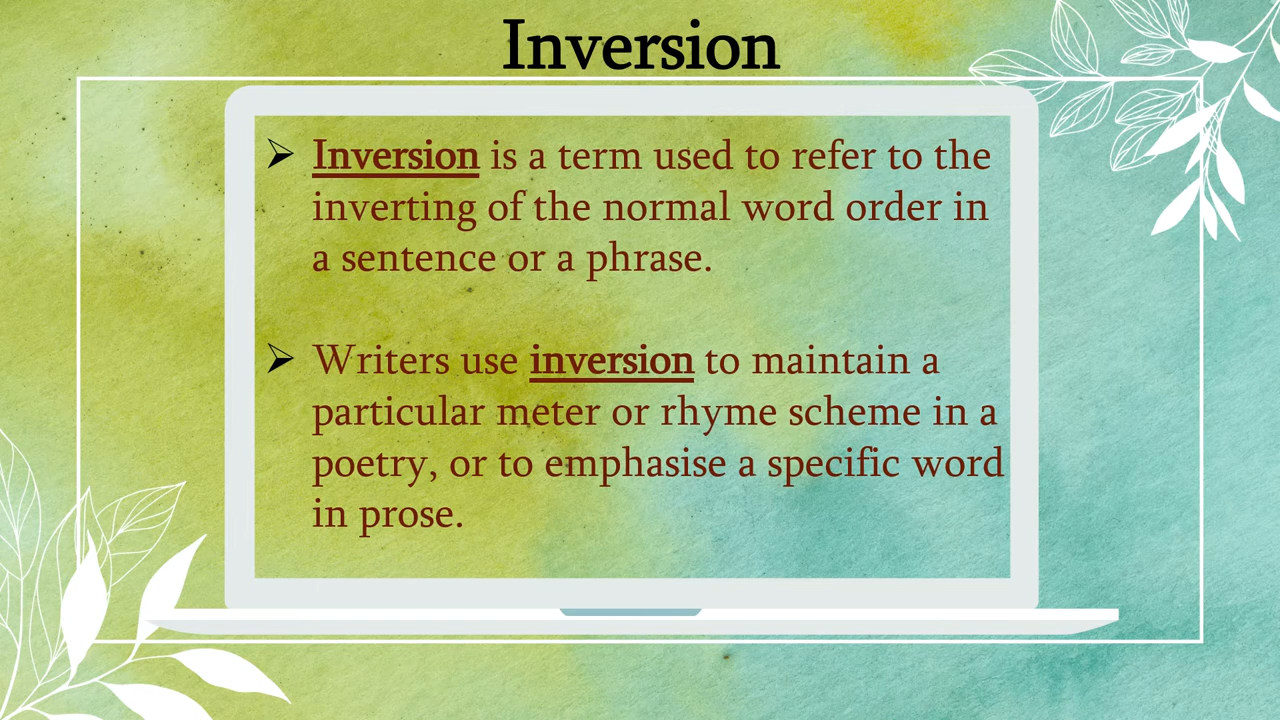 Inversion
➢ Inversion is a term used to refer to the
inverting of the normal word order in
a sentence or a phrase.
➢ Writers use inversion to maintain a
particular meter or rhyme scheme in a
poetry, or to emphasise a specific word
in prose.